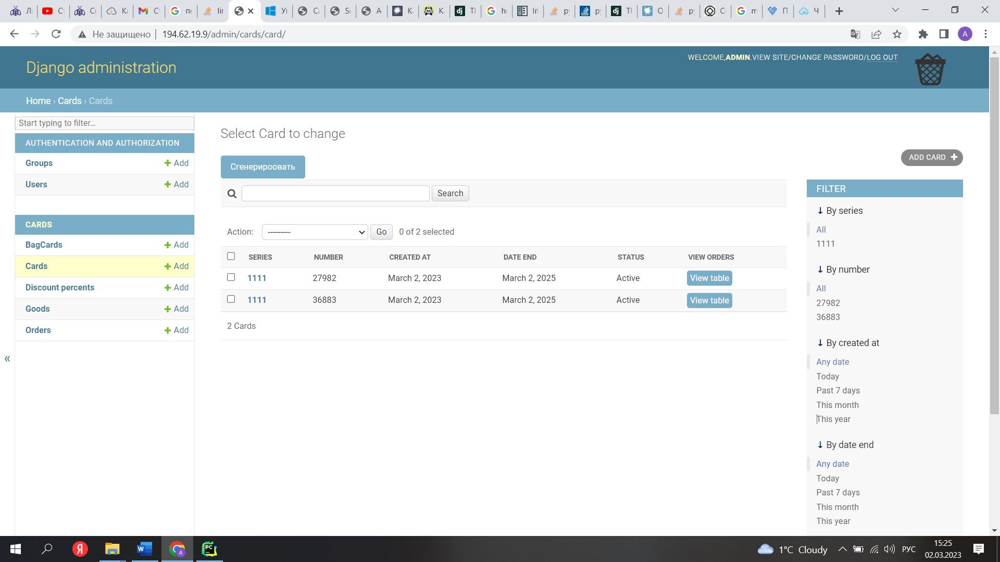 Не защищено | 194.62.19.9/admin/cards/card/
Django administration
WELCOME, ADMIN. VIEW SITE / CHANGE PASSWORD / LOG OUT
Home › Cards › Cards
Start typing to filter...
AUTHENTICATION AND AUTHORIZATION
Groups + Add
Users + Add
CARDS
BagCards + Add
Cards + Add
Discount percents + Add
Goods + Add
Orders + Add
«
Select Card to change
ADD CARD +
Сгенерироовать
Search
Action: --------- Go 0 of 2 selected
SERIES NUMBER CREATED AT DATE END STATUS VIEW ORDERS
1111 27982 March 2, 2023 March 2, 2025 Active View table
1111 36883 March 2, 2023 March 2, 2025 Active View table
2 Cards
FILTER
↓ By series
All
1111
↓ By number
All
27982
36883
↓ By created at
Any date
Today
Past 7 days
This month
This year
↓ By date end
Any date
Today
Past 7 days
This month
This year
1°C Cloudy
РУС
15:25
02.03.2023